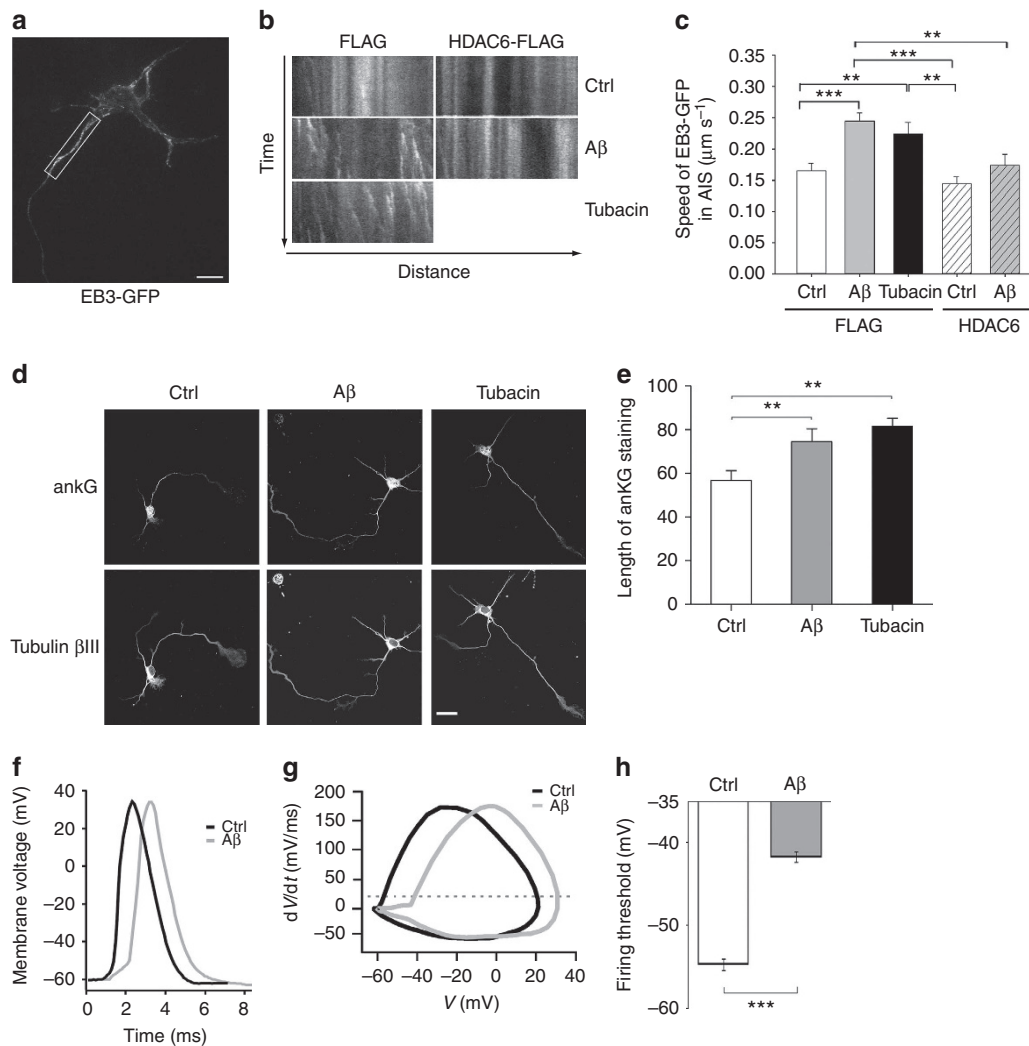 a
EB3-GFP
b
FLAG HDAC6-FLAG
Time
Ctrl
Aβ
Tubacin
Distance
c
Speed of EB3-GFP
in AIS (μm s⁻¹)
0.35
0.30
0.25
0.20
0.15
0.10
0.05
0.00
** 
***
** **
***
Ctrl Aβ Tubacin Ctrl Aβ
FLAG HDAC6
d
Ctrl Aβ Tubacin
ankG
Tubulin βIII
e
Length of anKG staining
100
80
60
40
20
0
**
**
Ctrl Aβ Tubacin
f
Membrane voltage (mV)
40
20
0
–20
–40
–60
Ctrl
Aβ
0 2 4 6 8
Time (ms)
g
dV/dt (mV/ms)
200
150
100
50
0
–50
Ctrl
Aβ
–60 –40 –20 0 20 40
V (mV)
h
Ctrl Aβ
Firing threshold (mV)
–35
–40
–50
–60
***